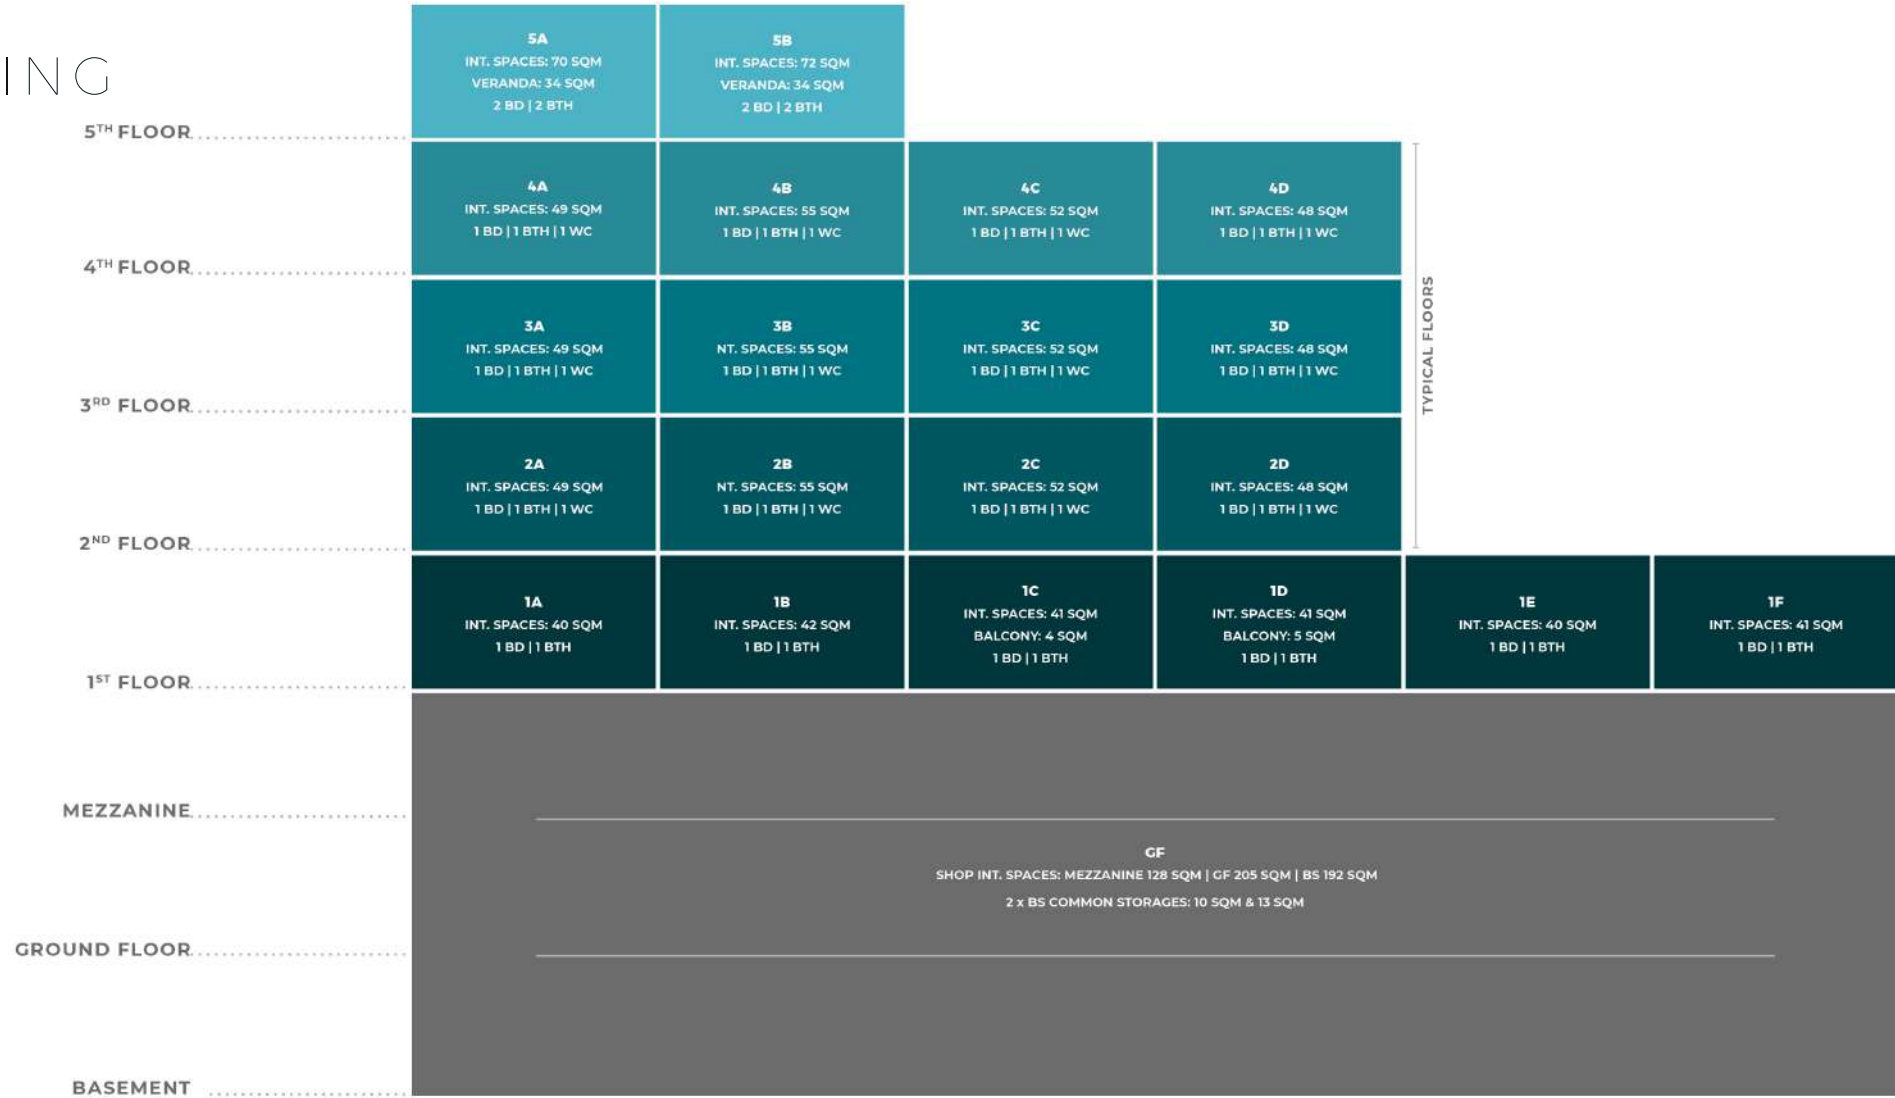 ING
5TH FLOOR
5A
INT. SPACES: 70 SQM
VERANDA: 34 SQM
2 BD | 2 BTH
5B
INT. SPACES: 72 SQM
VERANDA: 34 SQM
2 BD | 2 BTH
4TH FLOOR
4A
INT. SPACES: 49 SQM
1 BD | 1 BTH | 1 WC
4B
INT. SPACES: 55 SQM
1 BD | 1 BTH | 1 WC
4C
INT. SPACES: 52 SQM
1 BD | 1 BTH | 1 WC
4D
INT. SPACES: 48 SQM
1 BD | 1 BTH | 1 WC
TYPICAL FLOORS
3RD FLOOR
3A
INT. SPACES: 49 SQM
1 BD | 1 BTH | 1 WC
3B
NT. SPACES: 55 SQM
1 BD | 1 BTH | 1 WC
3C
INT. SPACES: 52 SQM
1 BD | 1 BTH | 1 WC
3D
INT. SPACES: 48 SQM
1 BD | 1 BTH | 1 WC
2ND FLOOR
2A
INT. SPACES: 49 SQM
1 BD | 1 BTH | 1 WC
2B
NT. SPACES: 55 SQM
1 BD | 1 BTH | 1 WC
2C
INT. SPACES: 52 SQM
1 BD | 1 BTH | 1 WC
2D
INT. SPACES: 48 SQM
1 BD | 1 BTH | 1 WC
1ST FLOOR
1A
INT. SPACES: 40 SQM
1 BD | 1 BTH
1B
INT. SPACES: 42 SQM
1 BD | 1 BTH
1C
INT. SPACES: 41 SQM
BALCONY: 4 SQM
1 BD | 1 BTH
1D
INT. SPACES: 41 SQM
BALCONY: 5 SQM
1 BD | 1 BTH
1E
INT. SPACES: 40 SQM
1 BD | 1 BTH
1F
INT. SPACES: 41 SQM
1 BD | 1 BTH
MEZZANINE
GF
SHOP INT. SPACES: MEZZANINE 128 SQM | GF 205 SQM | BS 192 SQM
2 x BS COMMON STORAGES: 10 SQM & 13 SQM
GROUND FLOOR
BASEMENT